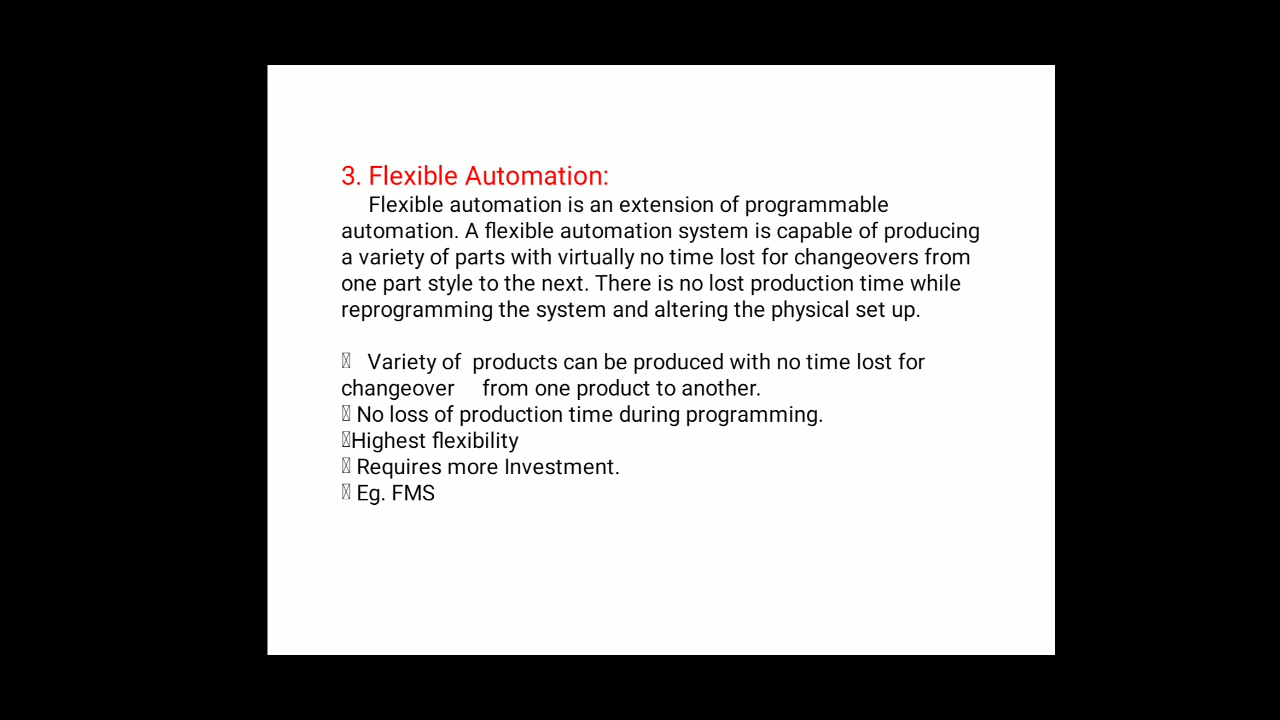 3. Flexible Automation:
Flexible automation is an extension of programmable
automation. A flexible automation system is capable of producing
a variety of parts with virtually no time lost for changeovers from
one part style to the next. There is no lost production time while
reprogramming the system and altering the physical set up.
Variety of products can be produced with no time lost for
changeover from one product to another.
No loss of production time during programming.
Highest flexibility
Requires more Investment.
Eg. FMS